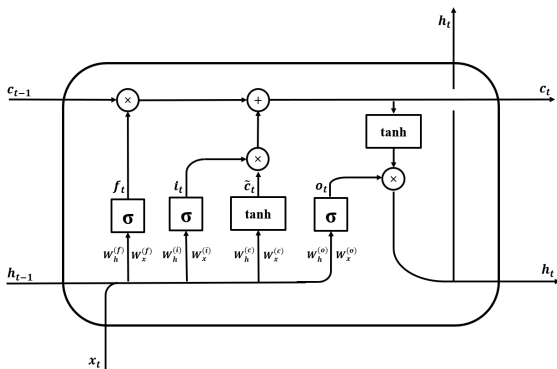 h_t
c_{t-1} × + c_t
tanh
×
f_t i_t c̃_t o_t ×
σ σ tanh σ
W_h^{(f)} W_x^{(f)} W_h^{(i)} W_x^{(i)} W_h^{(c)} W_x^{(c)} W_h^{(o)} W_x^{(o)}
h_{t-1} h_t
x_t